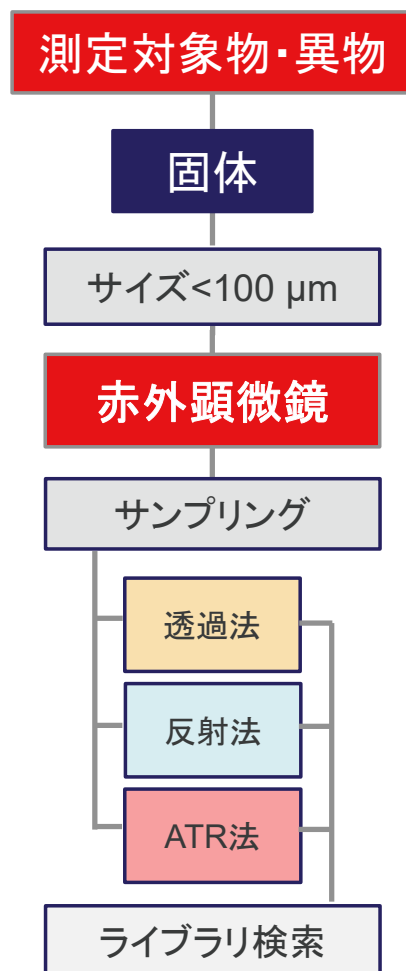 測定対象物・異物
固体
サイズ<100 µm
赤外顕微鏡
サンプリング
透過法
反射法
ATR法
ライブラリ検索